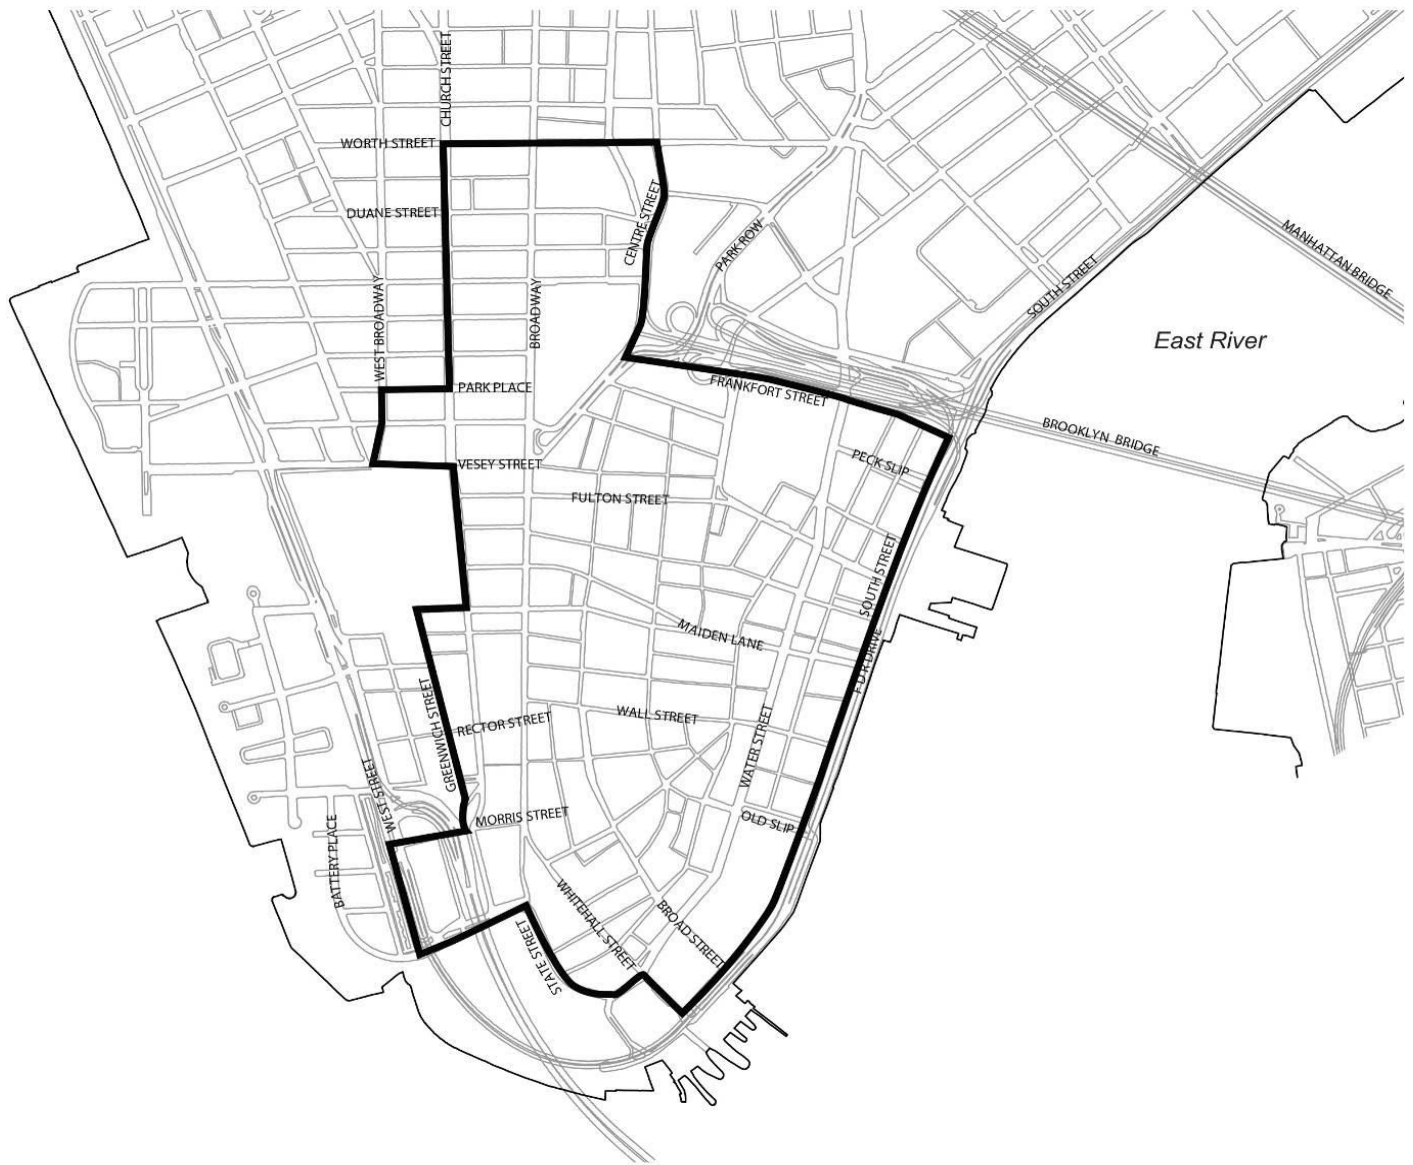 CHURCH STREET
WORTH STREET
DUANE STREET
CENTRE STREET
PARK ROW
MANHATTAN BRIDGE
SOUTH STREET
East River
WEST BROADWAY
BROADWAY
PARK PLACE
FRANKFORT STREET
BROOKLYN BRIDGE
VESEY STREET
PECK SLIP
FULTON STREET
SOUTH STREET
MAIDEN LANE
F D R DRIVE
GREENWICH STREET
RECTOR STREET
WALL STREET
WATER STREET
WEST STREET
MORRIS STREET
OLD SLIP
BATTERY PLACE
WHITEHALL STREET
BROAD STREET
STATE STREET